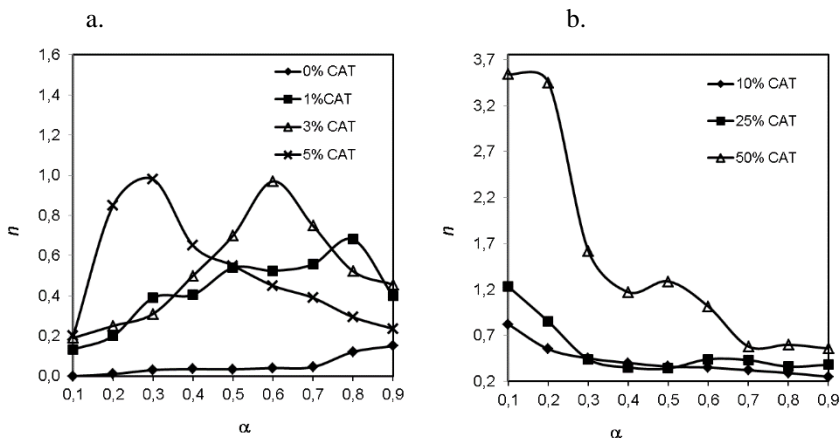 a.
1,6
1,4
1,2
1,0
0,8
0,6
0,4
0,2
0,0
n
0% CAT
1%CAT
3% CAT
5% CAT
0,1 0,2 0,3 0,4 0,5 0,6 0,7 0,8 0,9
α
b.
3,7
3,2
2,7
2,2
1,7
1,2
0,7
0,2
n
10% CAT
25% CAT
50% CAT
0,1 0,2 0,3 0,4 0,5 0,6 0,7 0,8 0,9
α